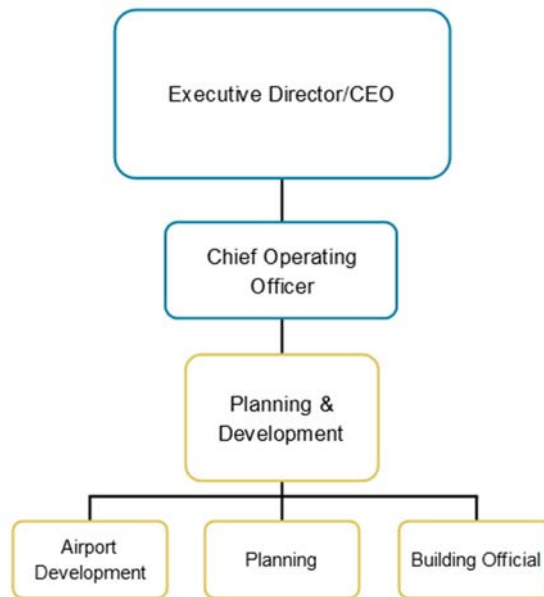 Executive Director/CEO
Chief Operating
Officer
Planning &
Development
Airport
Development
Planning
Building Official